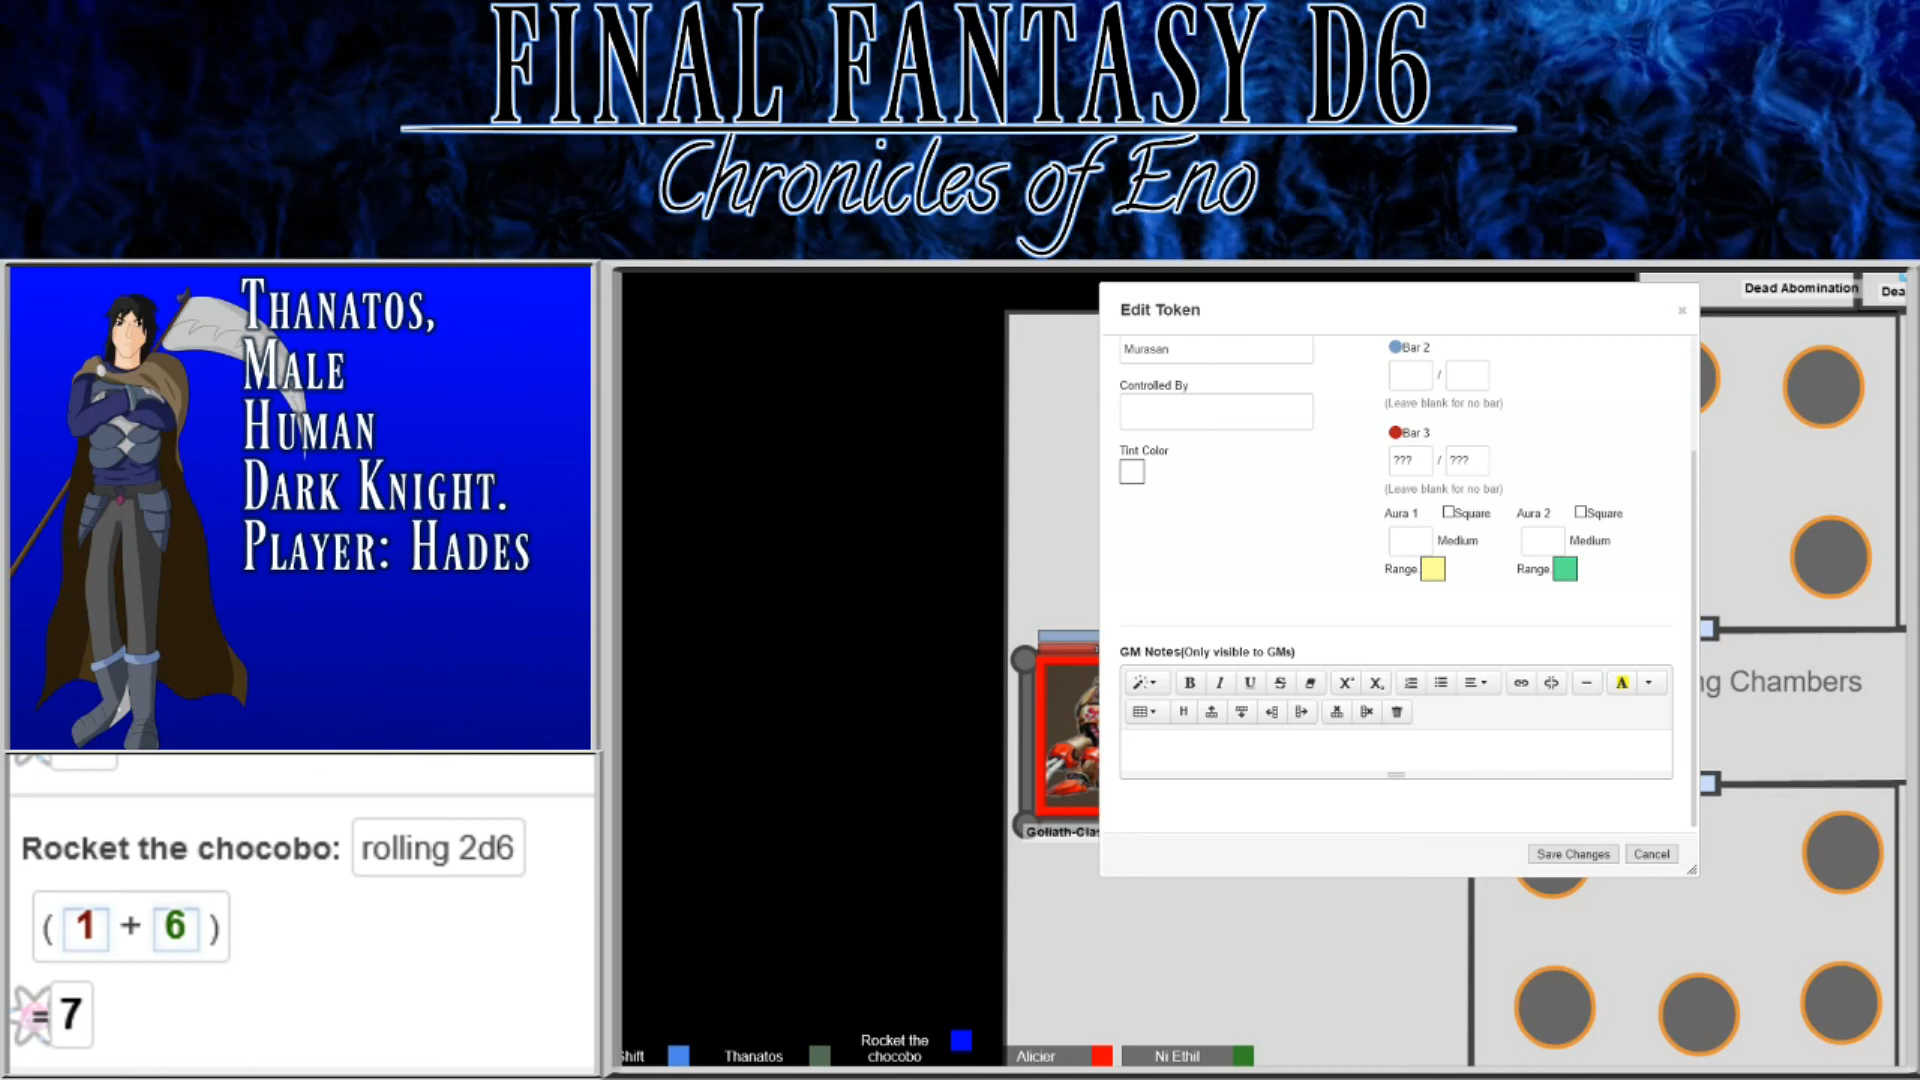 FINAL FANTASY D6
Chronicles of Eno
THANATOS,
MALE
HUMAN
DARK KNIGHT.
PLAYER: HADES
Rocket the chocobo: rolling 2d6
( 1 + 6 )
= 7
Dead Abomination
Dea
Edit Token
×
Murasan
Controlled By
Tint Color
Bar 2
/
(Leave blank for no bar)
Bar 3
??? / ???
(Leave blank for no bar)
Aura 1 Square Aura 2 Square
Medium Medium
Range. Range.
GM Notes(Only visible to GMs)
B I U S X² X, A
H
Save Changes Cancel
ng Chambers
Goliath-Clas
Shift
Thanatos
Rocket the
chocobo
Alicier
Ni Ethil